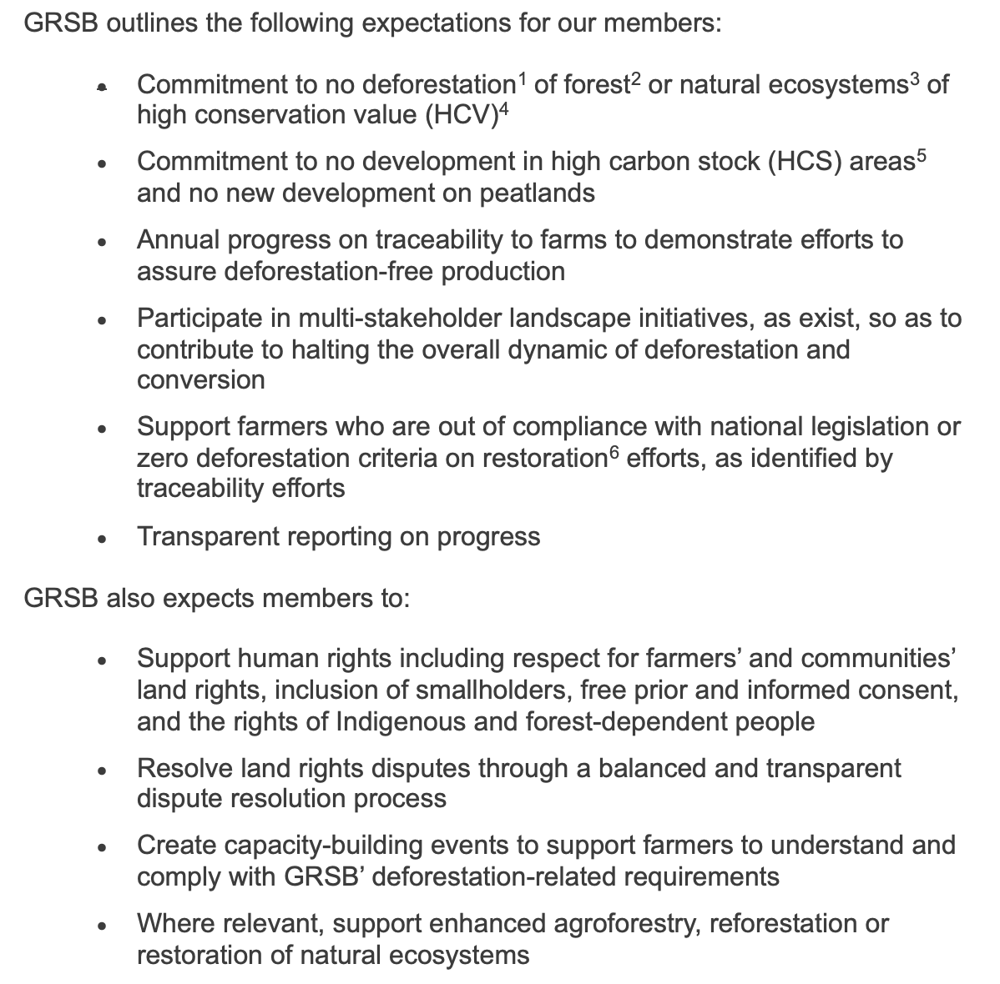 GRSB outlines the following expectations for our members:
• Commitment to no deforestation¹ of forest² or natural ecosystems³ of
high conservation value (HCV)⁴
• Commitment to no development in high carbon stock (HCS) areas⁵
and no new development on peatlands
• Annual progress on traceability to farms to demonstrate efforts to
assure deforestation-free production
• Participate in multi-stakeholder landscape initiatives, as exist, so as to
contribute to halting the overall dynamic of deforestation and
conversion
• Support farmers who are out of compliance with national legislation or
zero deforestation criteria on restoration⁶ efforts, as identified by
traceability efforts
• Transparent reporting on progress
GRSB also expects members to:
• Support human rights including respect for farmers’ and communities’
land rights, inclusion of smallholders, free prior and informed consent,
and the rights of Indigenous and forest-dependent people
• Resolve land rights disputes through a balanced and transparent
dispute resolution process
• Create capacity-building events to support farmers to understand and
comply with GRSB’ deforestation-related requirements
• Where relevant, support enhanced agroforestry, reforestation or
restoration of natural ecosystems